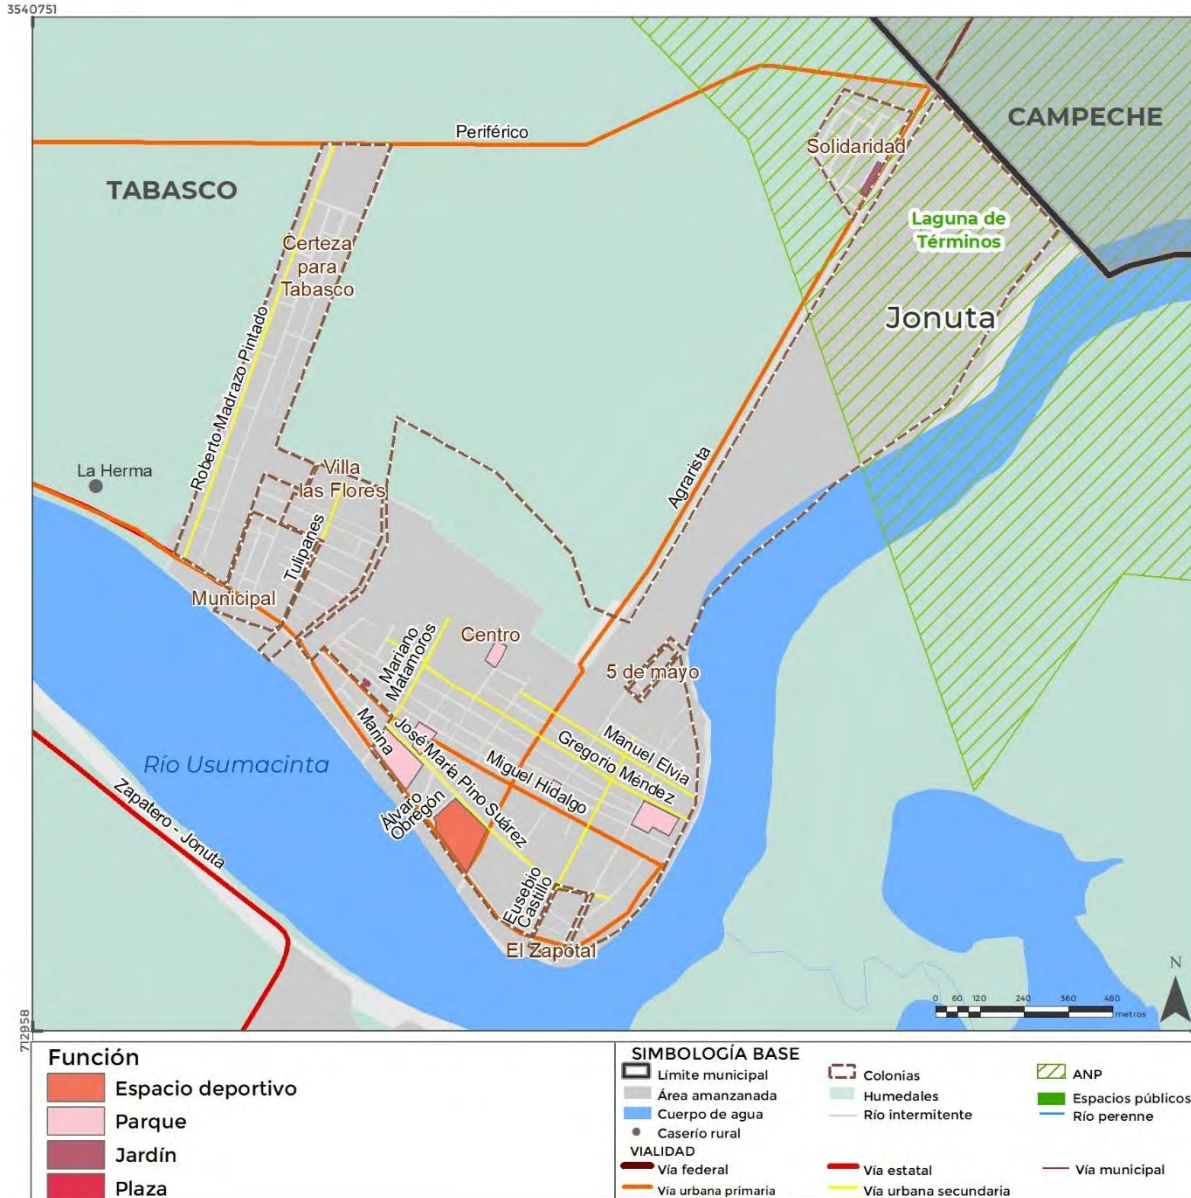 3540751
CAMPECHE
Periférico
Solidaridad
TABASCO
Laguna de
Términos
Certeza
para
Tabasco
Jonuta
Roberto Madrazo Pintado
Agrarista
La Herma
Villa
las Flores
Tulipanes
Municipal
Mariano
Matamoros
Centro
5 de mayo
Marina
José María Pino Suárez
Manuel Elvia
Gregorio Méndez
Miguel Hidalgo
Río Usumacinta
Álvaro
Obregón
Zapatero - Jonuta
Eusebio
Castillo
El Zapotal
N
0 60 120 240 360 480
metros
712958
Función
Espacio deportivo
Parque
Jardín
Plaza
SIMBOLOGÍA BASE
Límite municipal
Área amanzanada
Cuerpo de agua
Caserío rural
Colonias
Humedales
Río intermitente
ANP
Espacios públicos
Río perenne
VIALIDAD
Vía federal
Vía urbana primaria
Vía estatal
Vía urbana secundaria
Vía municipal